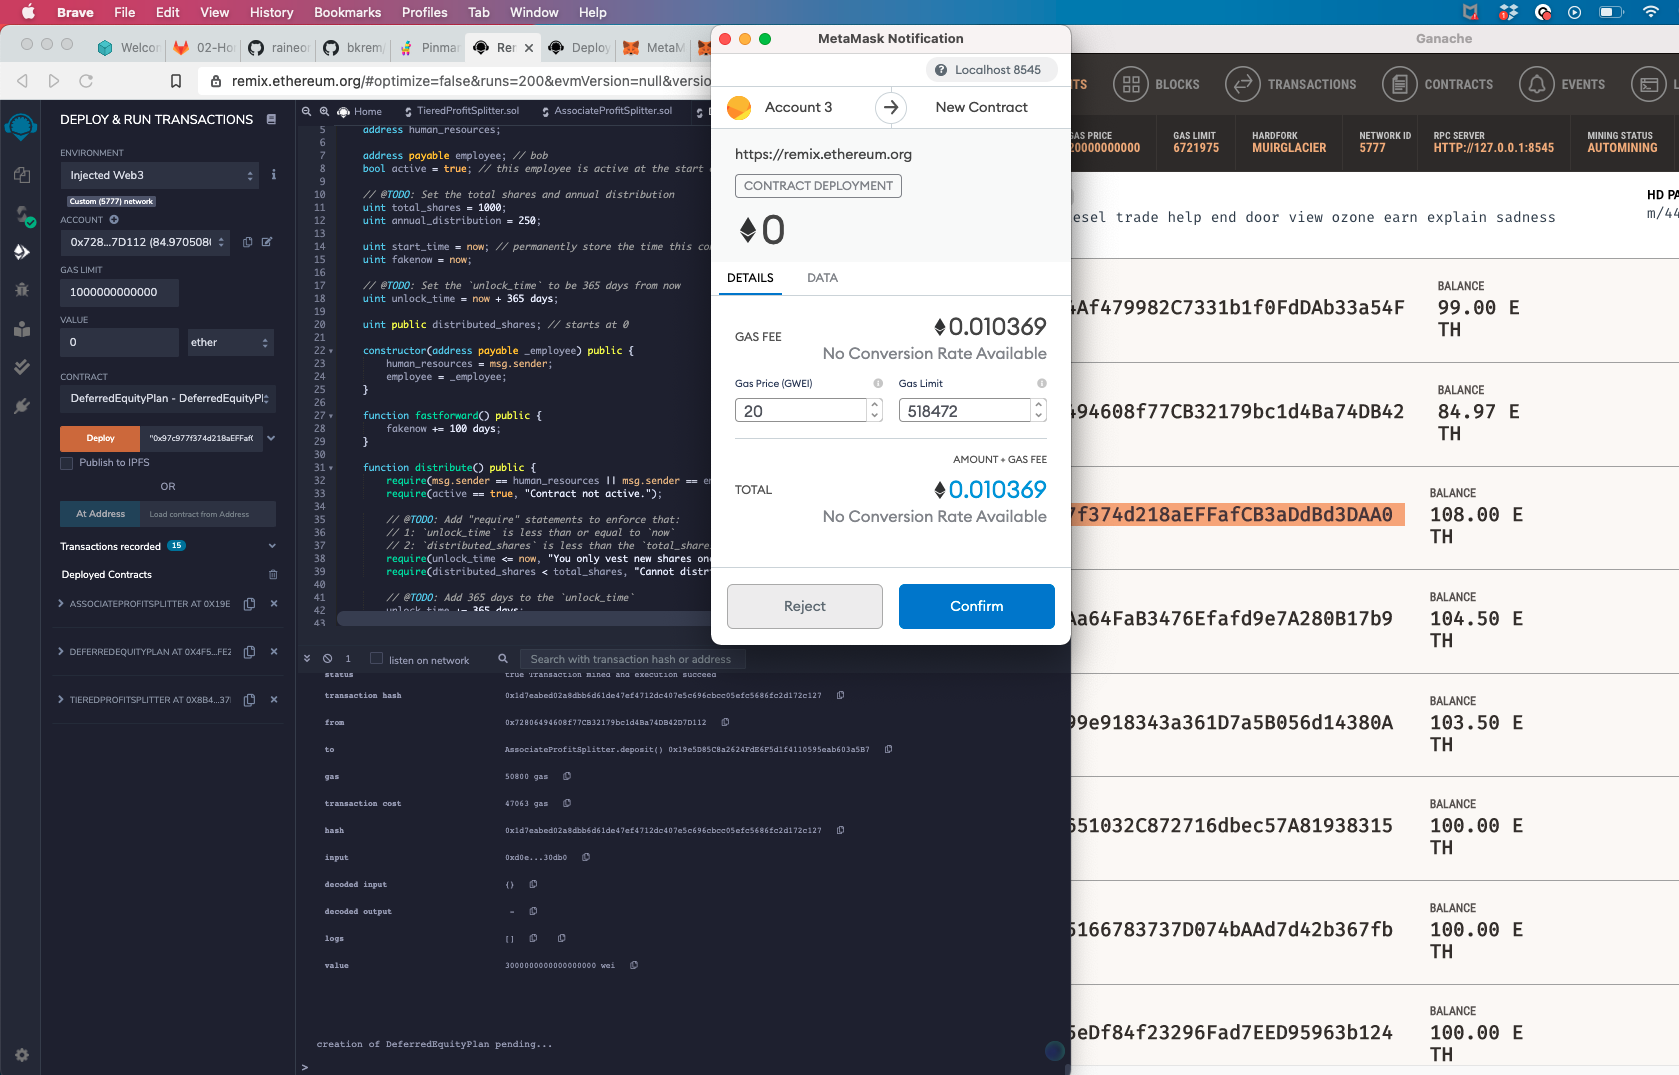 Brave File Edit View History Bookmarks Profiles Tab Window Help
Welcor 02-Ho raineor bkrem/ Pinmar Re Deploy MetaM
remix.ethereum.org/#optimize=false&runs=200&evmVersion=null&versio
DEPLOY & RUN TRANSACTIONS
ENVIRONMENT
Injected Web3
Custom (5777) network
ACCOUNT
0x728...7D112 (84.970508(
GAS LIMIT
1000000000000
VALUE
0
ether
CONTRACT
DeferredEquityPlan - DeferredEquityPl
Deploy
"0x97c977f374d218aEFFaf(
Publish to IPFS
OR
At Address
Load contract from Address
Transactions recorded 15
Deployed Contracts
ASSOCIATEPROFITSPLITTER AT 0X19E
DEFERREDEQUITYPLAN AT 0X4F5...FE2
TIEREDPROFITSPLITTER AT 0X8B4...37
Home TieredProfitSplitter.sol AssociateProfitSplitter.sol
5 address human_resources;
6
7 address payable employee; // bob
8 bool active = true; // this employee is active at the start
9
10 // @TODO: Set the total shares and annual distribution
11 uint total_shares = 1000;
12 uint annual_distribution = 250;
13
14 uint start_time = now; // permanently store the time this co
15 uint fakenow = now;
16
17 // @TODO: Set the `unlock_time` to be 365 days from now
18 uint unlock_time = now + 365 days;
19
20 uint public distributed_shares; // starts at 0
21
22 constructor(address payable _employee) public {
23 human_resources = msg.sender;
24 employee = _employee;
25 }
26
27 function fastforward() public {
28 fakenow += 100 days;
29 }
30
31 function distribute() public {
32 require(msg.sender == human_resources || msg.sender == em
33 require(active == true, "Contract not active.");
34
35 // @TODO: Add "require" statements to enforce that:
36 // 1: `unlock_time` is less than or equal to `now`
37 // 2: `distributed_shares` is less than the `total_share
38 require(unlock_time <= now, "You only vest new shares on
39 require(distributed_shares < total_shares, "Cannot distr
40
41 // @TODO: Add 365 days to the `unlock_time`
42 unlock_time += 365 days;
43
1 listen on network Search with transaction hash or address
status true Transaction mined and execution succeed
transaction hash 0x1d7eabed02a8dbb6d61de47ef4712dc407e5c696cbcc05efc5686fc2d172c127
from 0x72806494608f77CB32179bc1d4Ba74DB42D7D112
to AssociateProfitSplitter.deposit() 0x19e5D85C8a2624FdE6F5d1f4110595eab603a5B7
gas 50800 gas
transaction cost 47063 gas
hash 0x1d7eabed02a8dbb6d61de47ef4712dc407e5c696cbcc05efc5686fc2d172c127
input 0xd0e...30db0
decoded input {}
decoded output -
logs []
value 3000000000000000000 wei
creation of DeferredEquityPlan pending...
>
MetaMask Notification
Localhost 8545
Account 3 New Contract
https://remix.ethereum.org
CONTRACT DEPLOYMENT
0
DETAILS DATA
GAS FEE 0.010369
No Conversion Rate Available
Gas Price (GWEI) Gas Limit
20 518472
AMOUNT + GAS FEE
TOTAL 0.010369
No Conversion Rate Available
Reject Confirm
Ganache
TS BLOCKS TRANSACTIONS CONTRACTS EVENTS L
GAS PRICE GAS LIMIT HARDFORK NETWORK ID RPC SERVER MINING STATUS
20000000000 6721975 MUIRGLACIER 5777 HTTP://127.0.0.1:8545 AUTOMINING
HD PA
esel trade help end door view ozone earn explain sadness m/44
BALANCE
4Af479982C7331b1f0FdDAb33a54F 99.00 E
TH
BALANCE
494608f77CB32179bc1d4Ba74DB42 84.97 E
TH
BALANCE
7f374d218aEFFafCB3aDdBd3DAA0 108.00 E
TH
BALANCE
Aa64FaB3476Efafd9e7A280B17b9 104.50 E
TH
BALANCE
99e918343a361D7a5B056d14380A 103.50 E
TH
BALANCE
651032C872716dbec57A81938315 100.00 E
TH
BALANCE
5166783737D074bAAd7d42b367fb 100.00 E
TH
BALANCE
5eDf84f23296Fad7EED95963b124 100.00 E
TH